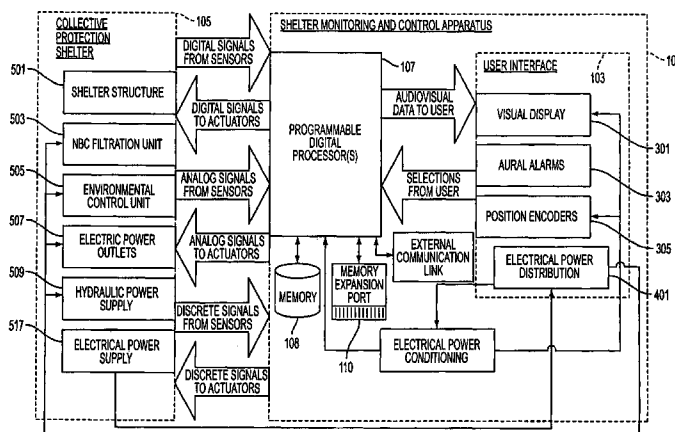 COLLECTIVE
PROTECTION
SHELTER
105
501
SHELTER STRUCTURE
503
NBC FILTRATION UNIT
505
ENVIRONMENTAL
CONTROL UNIT
507
ELECTRIC POWER
OUTLETS
509
HYDRAULIC POWER
SUPPLY
517
ELECTRICAL POWER
SUPPLY
DIGITAL SIGNALS
FROM SENSORS
DIGITAL SIGNALS
TO ACTUATORS
ANALOG SIGNALS
FROM SENSORS
ANALOG SIGNALS
TO ACTUATORS
DISCRETE SIGNALS
FROM SENSORS
DISCRETE SIGNALS
TO ACTUATORS
SHELTER MONITORING AND CONTROL APPARATUS
107
PROGRAMMABLE
DIGITAL
PROCESSOR(S)
MEMORY
108
MEMORY
EXPANSION
PORT
110
EXTERNAL
COMMUNICATION
LINK
ELECTRICAL POWER
CONDITIONING
AUDIOVISUAL
DATA TO USER
SELECTIONS
FROM USER
USER INTERFACE
103
VISUAL DISPLAY
301
AURAL ALARMS
303
POSITION ENCODERS
305
ELECTRICAL POWER
DISTRIBUTION
401